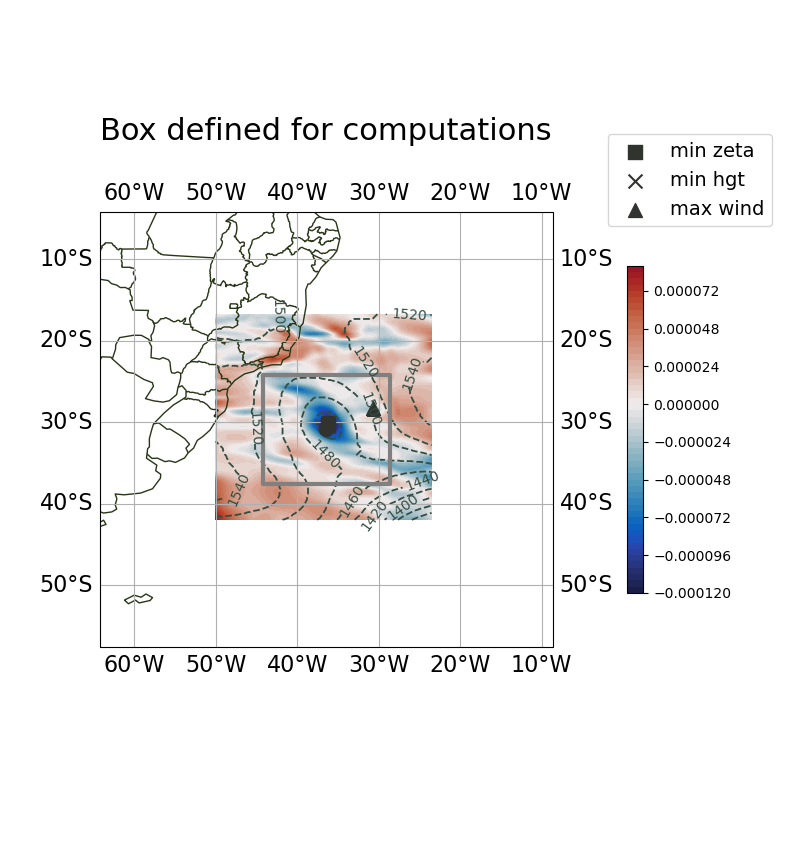 Box defined for computations
min zeta
min hgt
max wind
60°W 50°W 40°W 30°W 20°W 10°W
10°S 10°S
20°S 20°S
30°S 30°S
40°S 40°S
50°S 50°S
60°W 50°W 40°W 30°W 20°W 10°W
1500
1520
1520
1540
1520
1480
1540
1460
1440
1420
1400
0.000072
0.000048
0.000024
0.000000
−0.000024
−0.000048
−0.000072
−0.000096
−0.000120